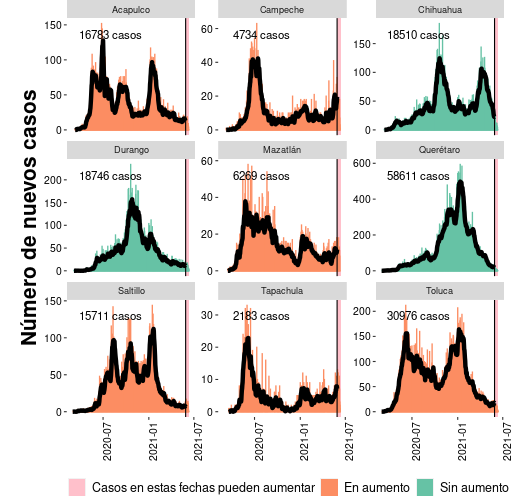 Número de nuevos casos
Acapulco
Campeche
Chihuahua
150
100
50
0
16783 casos
60
40
20
0
4734 casos
150
100
50
0
18510 casos
Durango
Mazatlán
Querétaro
200
150
100
50
0
18746 casos
60
40
20
0
6269 casos
600
400
200
0
58611 casos
Saltillo
Tapachula
Toluca
150
100
50
0
15711 casos
30
20
10
0
2183 casos
200
150
100
50
0
30976 casos
2020-07
2021-01
2021-07
2020-07
2021-01
2021-07
2020-07
2021-01
2021-07
Casos en estas fechas pueden aumentar
En aumento
Sin aumento